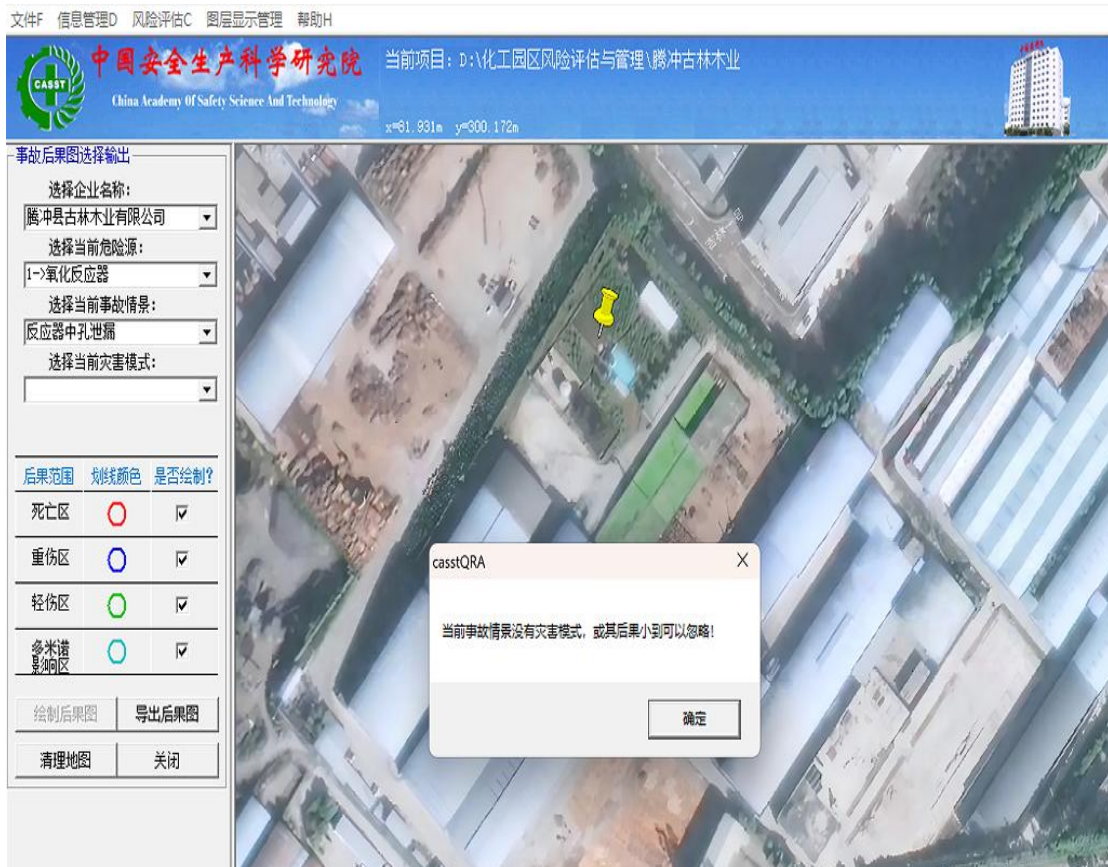 文件F 信息管理D 风险评估C 图层显示管理 帮助H
CASST
中国安全生产科学研究院
China Academy Of Safety Science And Technology
当前项目：D:\化工园区风险评估与管理\腾冲古林木业
x=81.931m y=300.172m
事故后果图选择输出
选择企业名称：
腾冲县古林木业有限公司
选择当前危险源：
1->氧化反应器
选择当前事故情景：
反应器中孔泄漏
选择当前灾害模式：
后果范围 划线颜色 是否绘制?
死亡区
重伤区
轻伤区
多米诺
影响区
绘制后果图 导出后果图
清理地图 关闭
casstQRA
当前事故情景没有灾害模式，或其后果小到可以忽略!
确定